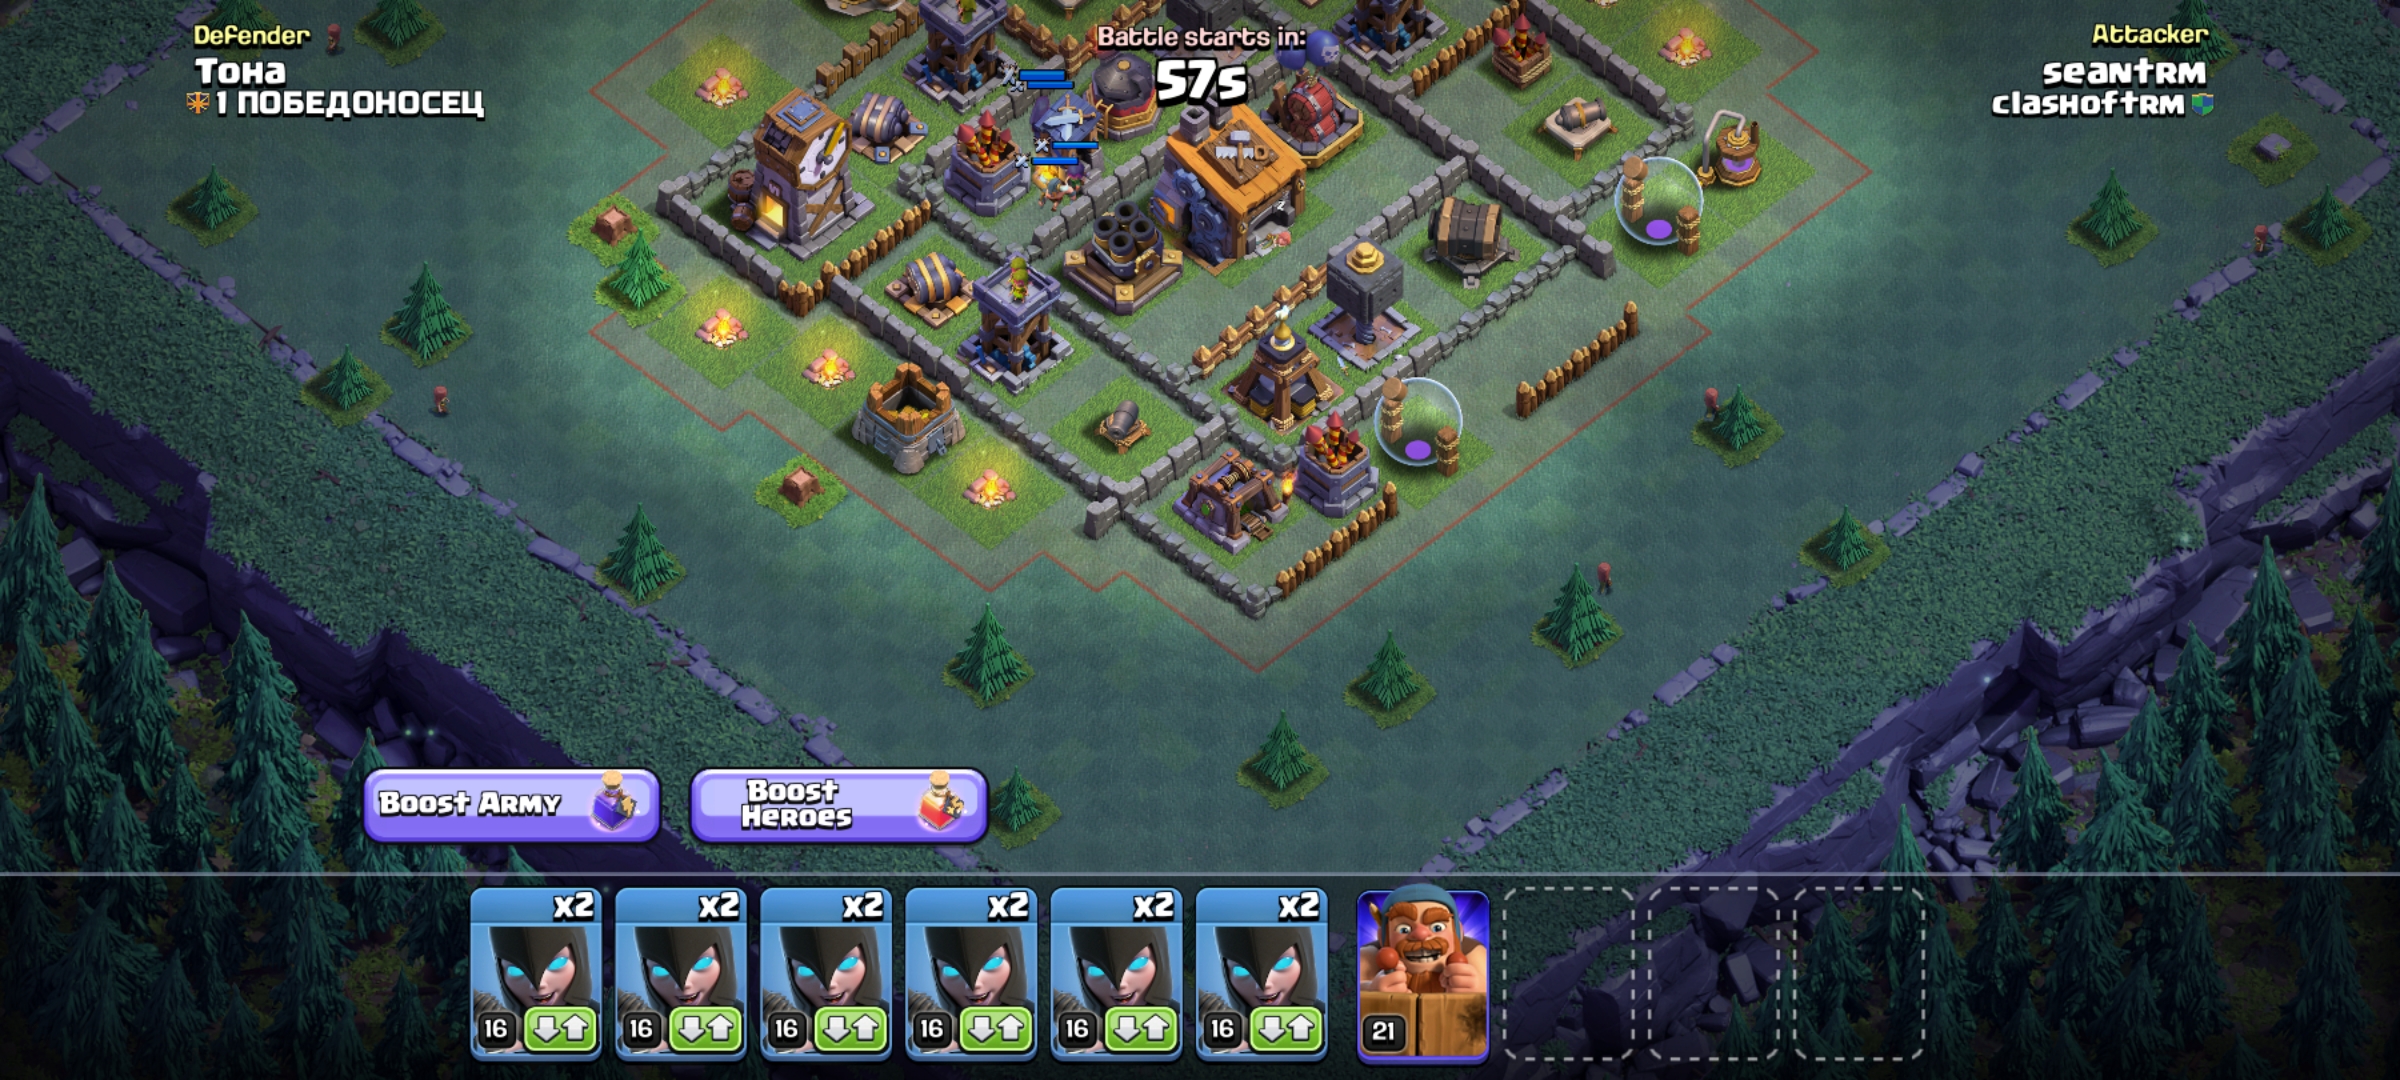 Defender
Тона
1 ПОБЕДОНОСЕЦ
Battle starts in:
57s
Attacker
seantRM
clashoftRM
Boost Army
Boost
Heroes
x2
x2
x2
x2
x2
x2
16
16
16
16
16
16
21